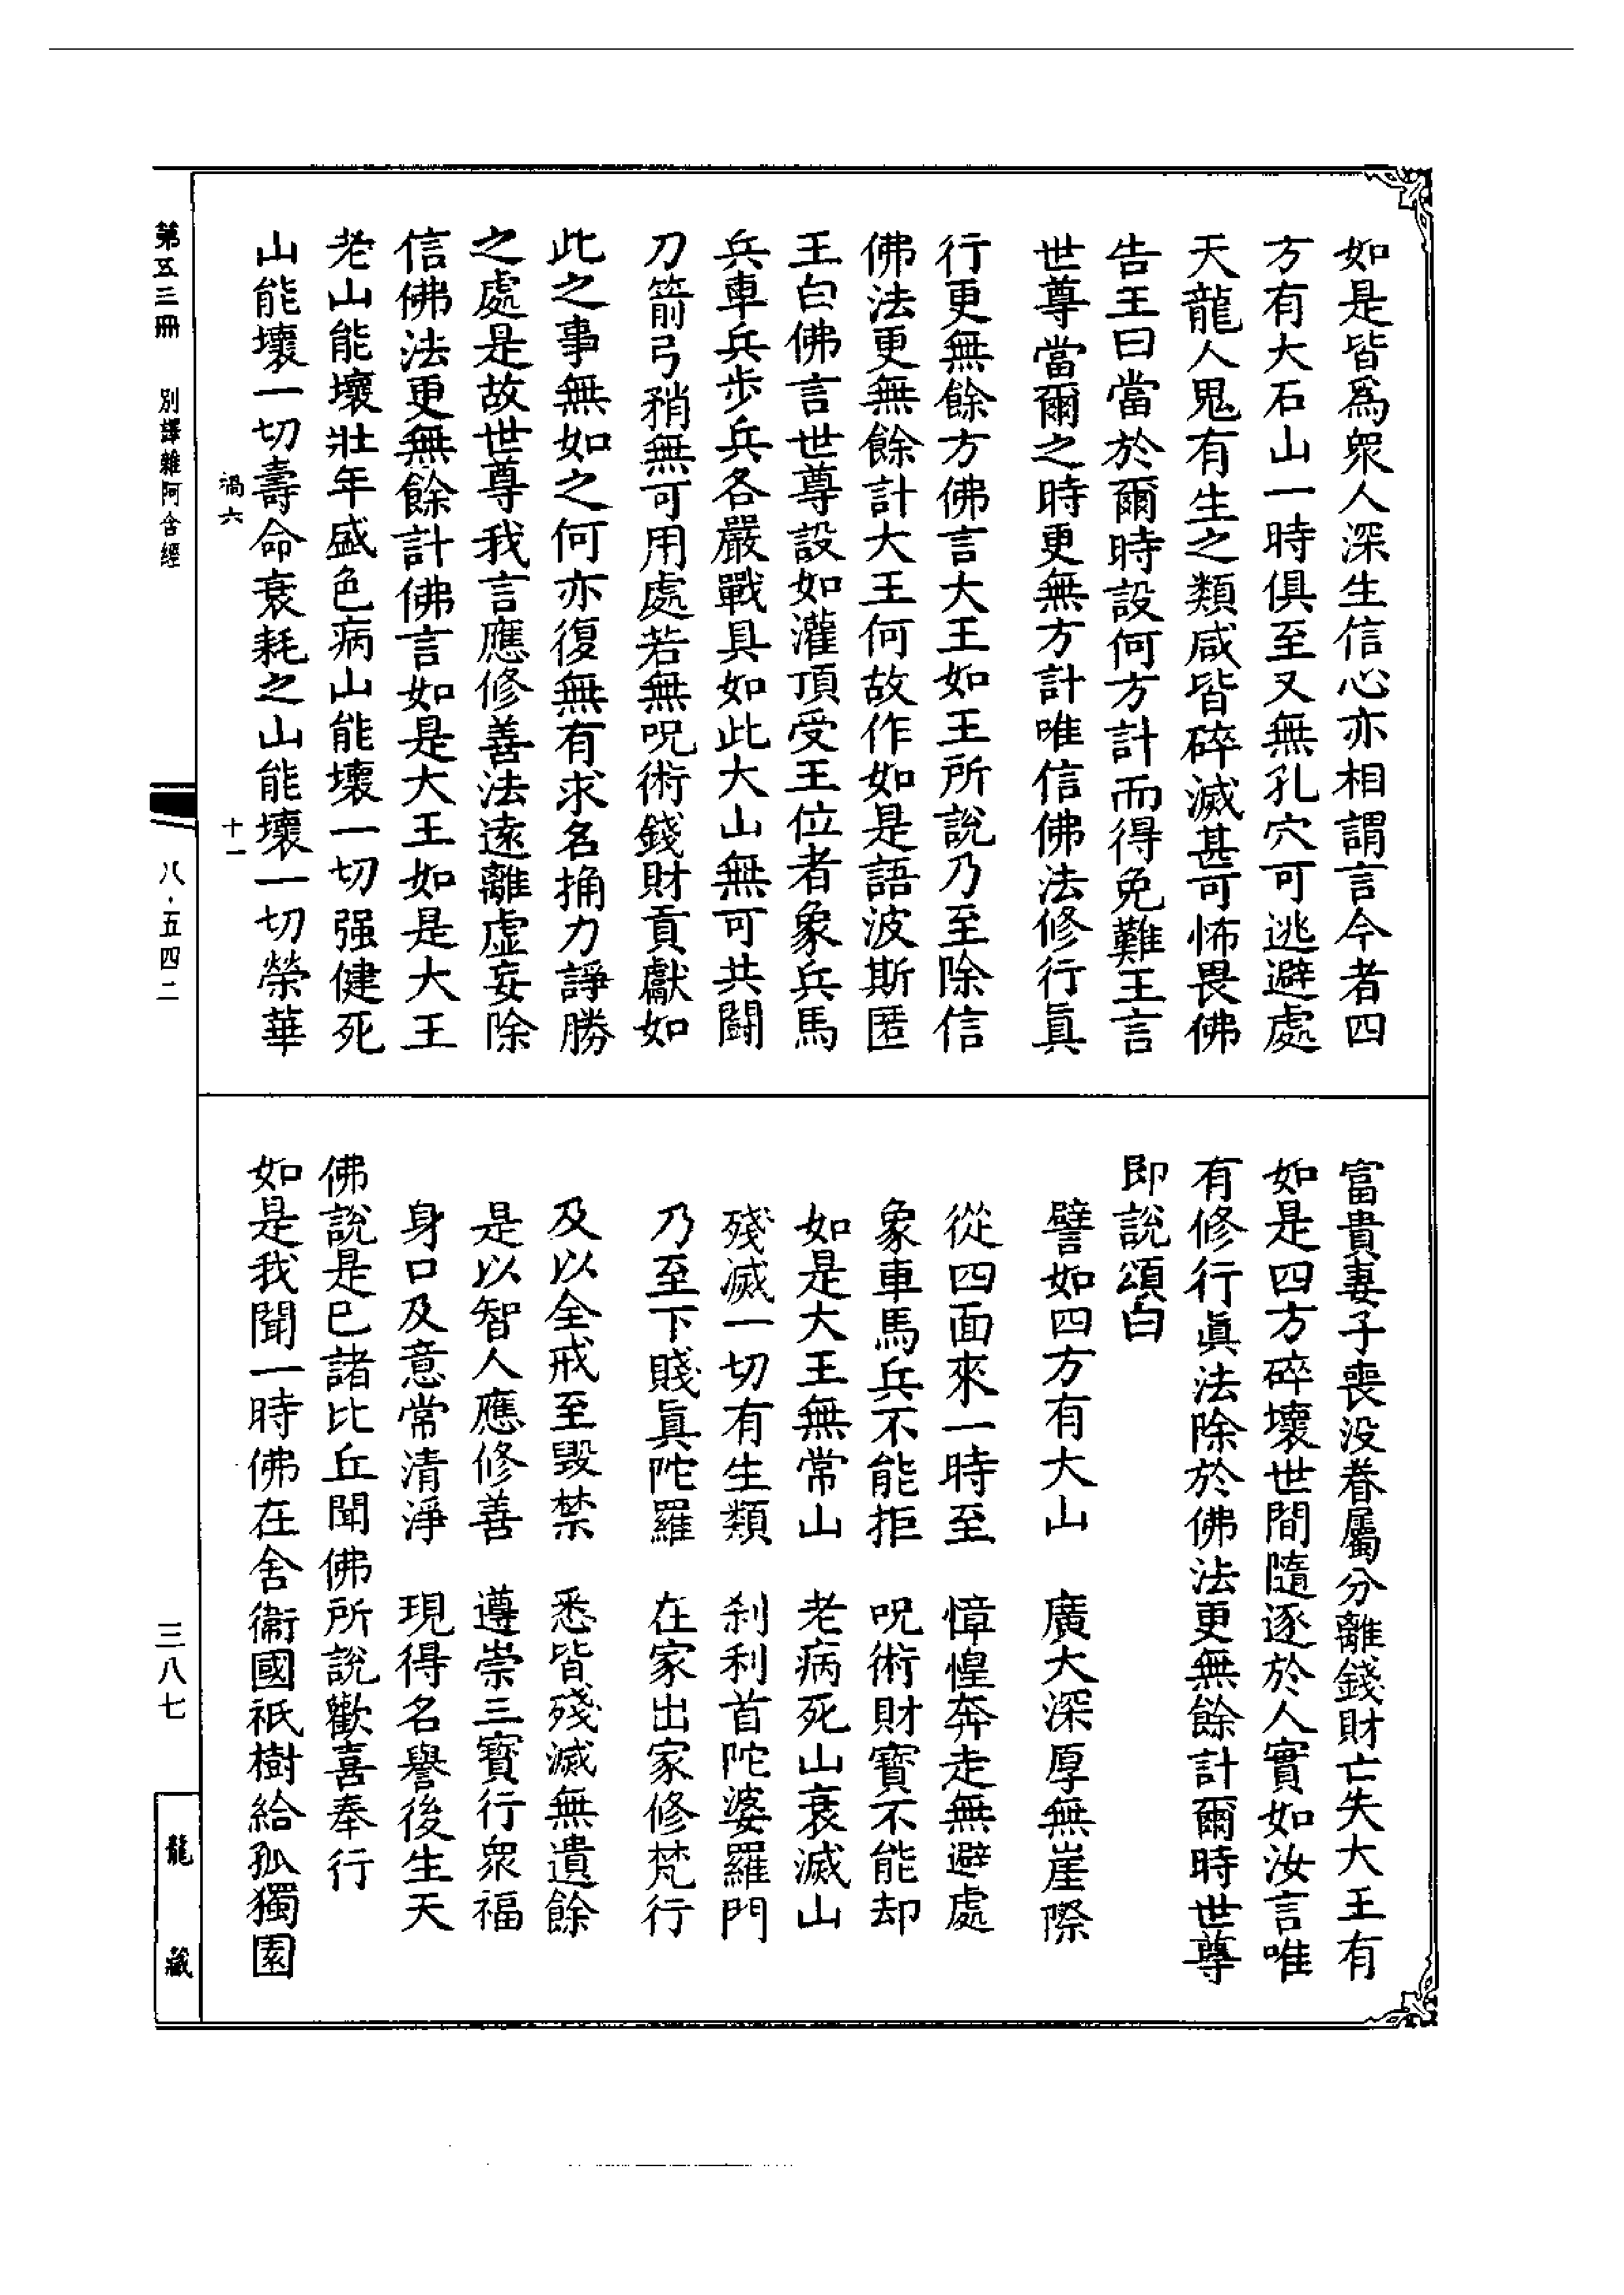 如是皆爲衆人深生信心亦相謂言今者四
方有大石山一時俱至又無孔穴可逃避處
天龍人鬼有生之類咸皆碎滅甚可怖畏佛
告王曰當於爾時設何方計而得免難王言
世尊當爾之時更無方計唯信佛法修行眞
行更無餘方佛言大王如王所說乃至除信
佛法更無餘計大王何故作如是語波斯匿
王白佛言世尊設如灌頂受王位者象兵馬
兵車兵步兵各嚴戰具如此大山無可共鬪
刀箭弓矟無可用處若無呪術錢財貢獻如
此之事無如之何亦復無有求名捔力諍勝
之處是故世尊我言應修善法遠離虛妄除
信佛法更無餘計佛言如是大王如是大王
老山能壞壯年盛色病山能壞一切强健死
山能壞一切壽命衰耗之山能壞一切榮華
富貴妻子喪没眷屬分離錢財亡失大王有
如是四方碎壞世間隨逐於人實如汝言唯
有修行眞法除於佛法更無餘計爾時世尊
即說頌白
譬如四方有大山　廣大深厚無崖際
從四面來一時至　慞惶奔走無避處
象車馬兵不能拒　呪術財寶不能却
如是大王無常山　老病死山衰滅山
殘滅一切有生類　刹利首陀婆羅門
乃至下賤眞陀羅　在家出家修梵行
及以全戒至毁禁　悉皆殘滅無遺餘
是以智人應修善　遵崇三寶行衆福
身口及意常清淨　現得名譽後生天
佛說是已諸比丘聞佛所說歡喜奉行
如是我聞一時佛在舍衞國祇樹給孤獨園
禍六　十一
第五三冊　別譯雜阿含經　八·五四二　三八七　龍藏